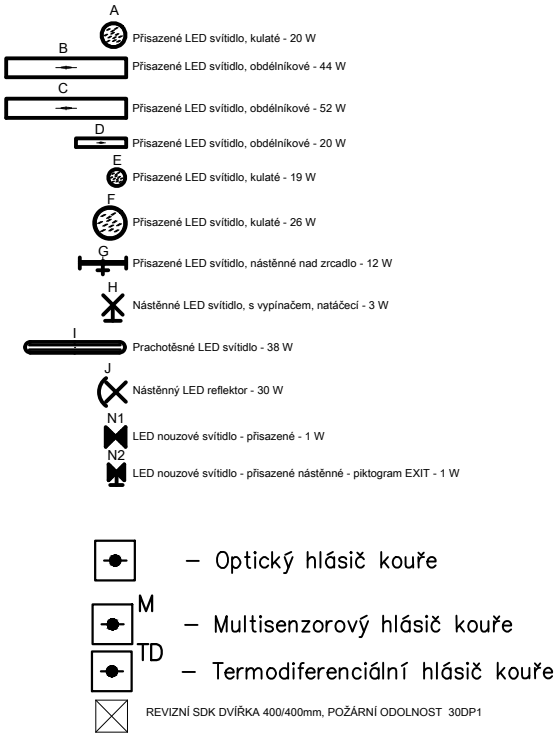 A
Přisazené LED svítidlo, kulaté - 20 W
B
Přisazené LED svítidlo, obdélníkové - 44 W
C
Přisazené LED svítidlo, obdélníkové - 52 W
D
Přisazené LED svítidlo, obdélníkové - 20 W
E
Přisazené LED svítidlo, kulaté - 19 W
F
Přisazené LED svítidlo, kulaté - 26 W
G
Přisazené LED svítidlo, nástěnné nad zrcadlo - 12 W
H
Nástěnné LED svítidlo, s vypínačem, natáčecí - 3 W
I
Prachotěsné LED svítidlo - 38 W
J
Nástěnný LED reflektor - 30 W
N1
LED nouzové svítidlo - přisazené - 1 W
N2
LED nouzové svítidlo - přisazené nástěnné - piktogram EXIT - 1 W
– Optický hlásič kouře
M
– Multisenzorový hlásič kouře
TD
– Termodiferenciální hlásič kouře
REVIZNÍ SDK DVÍŘKA 400/400mm, POŽÁRNÍ ODOLNOST 30DP1